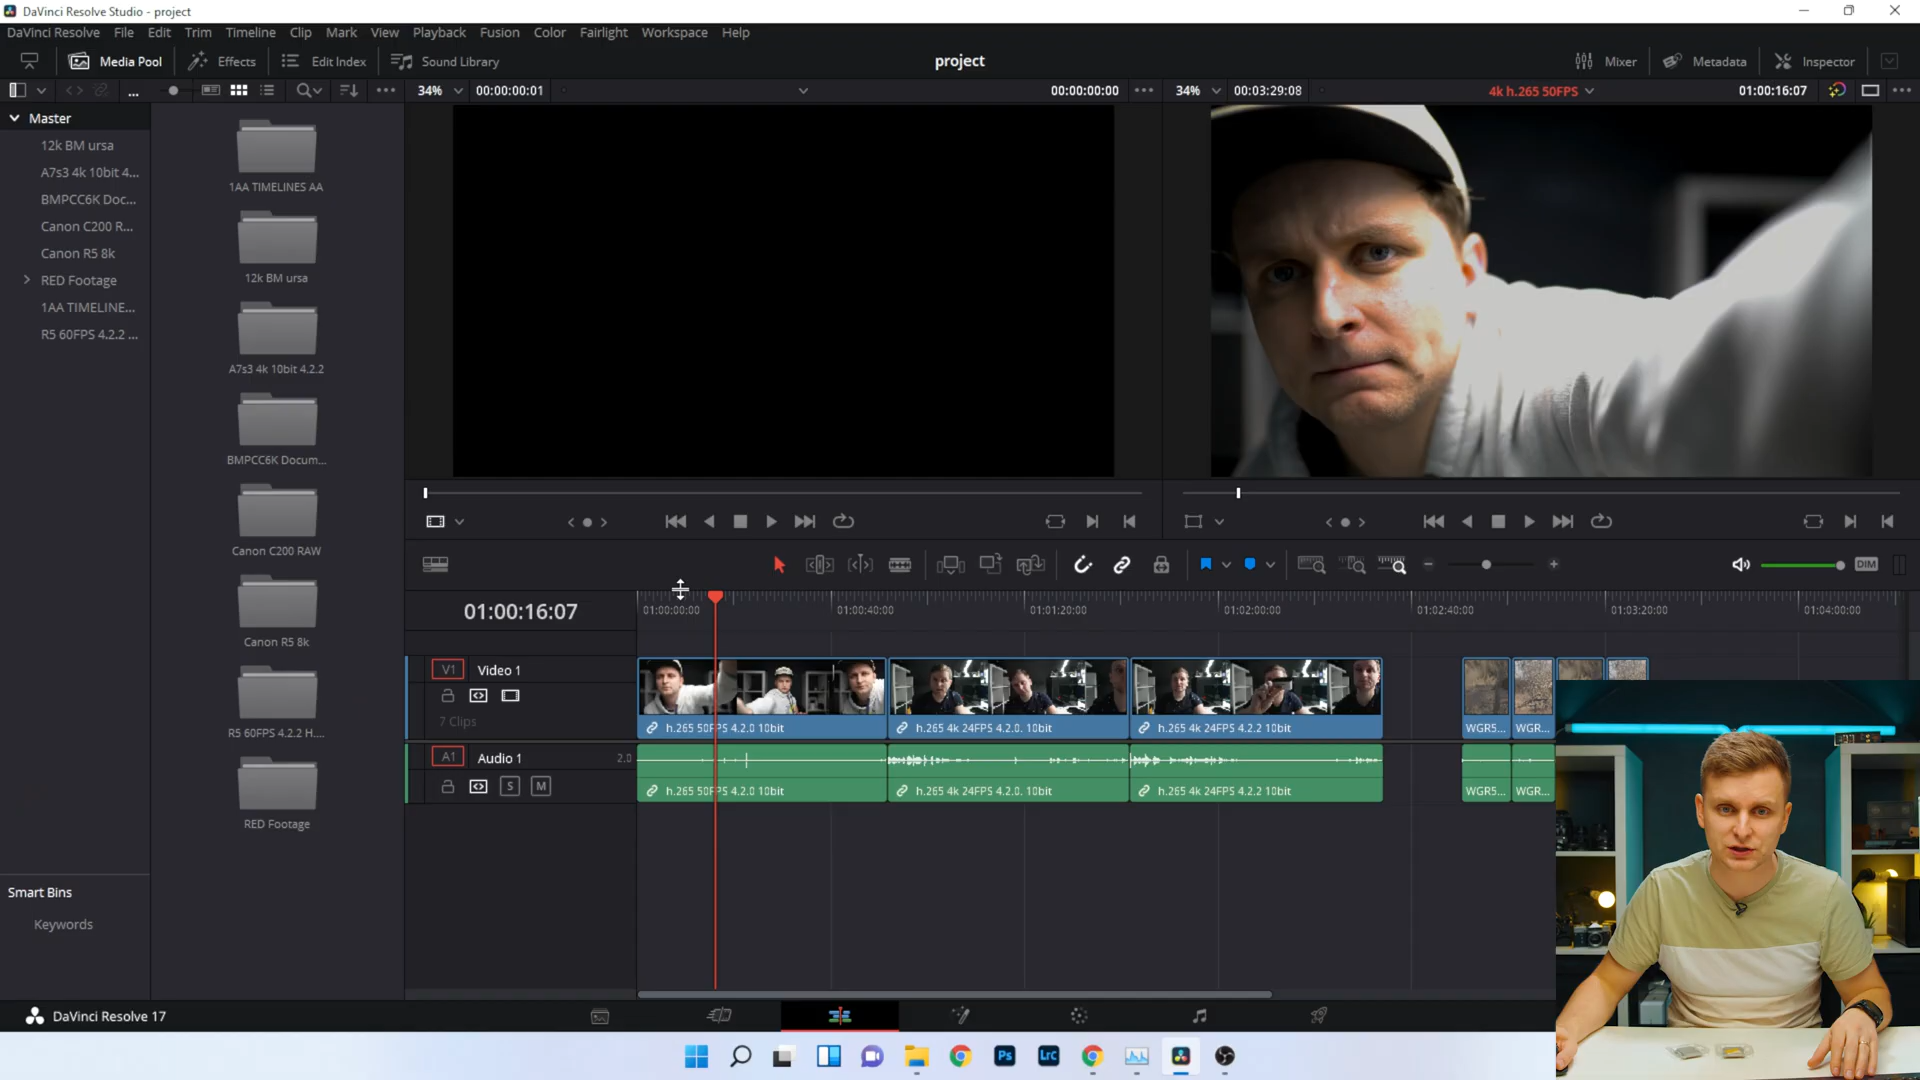 DaVinci Resolve Studio - project
DaVinci Resolve File Edit Trim Timeline Clip Mark View Playback Fusion Color Fairlight Workspace Help
Media Pool Effects Edit Index Sound Library project Mixer Metadata Inspector
... 34% 00:00:00:01 00:00:00:00 34% 00:03:29:08 4k h.265 50FPS 01:00:16:07
Master
12k BM ursa
A7s3 4k 10bit 4...
BMPCC6K Doc...
Canon C200 R...
Canon R5 8k
RED Footage
1AA TIMELINE...
R5 60FPS 4.2.2 ...
1AA TIMELINES AA
12k BM ursa
A7s3 4k 10bit 4.2.2
BMPCC6K Docum...
Canon C200 RAW
Canon R5 8k
R5 60FPS 4.2.2 H....
RED Footage
Smart Bins
Keywords
DIM
01:00:16:07
01:00:00:00 01:00:40:00 01:01:20:00 01:02:00:00 01:02:40:00 01:03:20:00 01:04:00:00
V1 Video 1
7 Clips
h.265 50FPS 4.2.0 10bit
h.265 4k 24FPS 4.2.0. 10bit
h.265 4k 24FPS 4.2.2 10bit
WGR5...
WGR...
A1 Audio 1 2.0
S M
h.265 50FPS 4.2.0 10bit
h.265 4k 24FPS 4.2.0. 10bit
h.265 4k 24FPS 4.2.2 10bit
WGR5...
WGR...
DaVinci Resolve 17
Ps
LrC